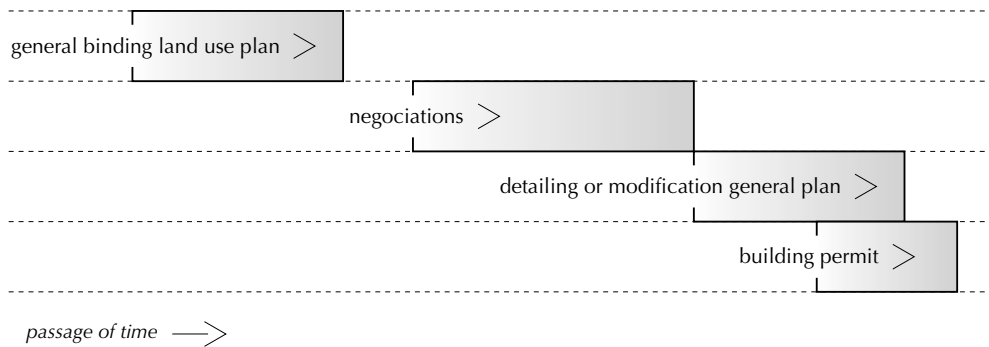 general binding land use plan
negociations
detailing or modification general plan
building permit
passage of time